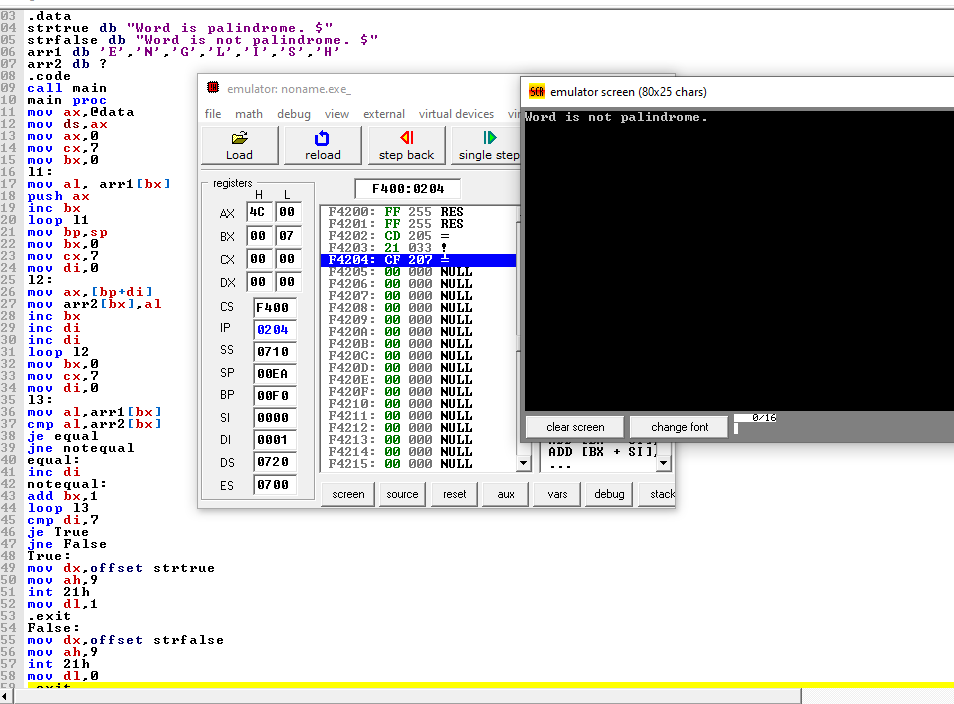 03 .data
04 strtrue db "Word is palindrome. $"
05 strfalse db "Word is not palindrome. $"
06 arr1 db 'E','N','G','L','I','S','H'
07 arr2 db ?
08 .code
09 call main
10 main proc
11 mov ax,@data
12 mov ds,ax
13 mov ax,0
14 mov cx,7
15 mov bx,0
16 l1:
17 mov al, arr1[bx]
18 push ax
19 inc bx
20 loop l1
21 mov bp,sp
22 mov bx,0
23 mov cx,7
24 mov di,0
25 l2:
26 mov ax,[bp+di]
27 mov arr2[bx],al
28 inc bx
29 inc di
30 inc di
31 loop l2
32 mov bx,0
33 mov cx,7
34 mov di,0
35 l3:
36 mov al,arr1[bx]
37 cmp al,arr2[bx]
38 je equal
39 jne notequal
40 equal:
41 inc di
42 notequal:
43 add bx,1
44 loop l3
45 cmp di,7
46 je True
47 jne False
48 True:
49 mov dx,offset strtrue
50 mov ah,9
51 int 21h
52 mov dl,1
53 .exit
54 False:
55 mov dx,offset strfalse
56 mov ah,9
57 int 21h
58 mov dl,0
59 .exit
emulator: noname.exe_
file math debug view external virtual devices vi
Load reload step back single step
registers
H L
AX 4C 00
BX 00 07
CX 00 00
DX 00 00
CS F400
IP 0204
SS 0710
SP 00EA
BP 00F0
SI 0000
DI 0001
DS 0720
ES 0700
F400:0204
F4200: FF 255 RES
F4201: FF 255 RES
F4202: CD 205 =
F4203: 21 033 !
F4204: CF 207 ╧
F4205: 00 000 NULL
F4206: 00 000 NULL
F4207: 00 000 NULL
F4208: 00 000 NULL
F4209: 00 000 NULL
F420A: 00 000 NULL
F420B: 00 000 NULL
F420C: 00 000 NULL
F420D: 00 000 NULL
F420E: 00 000 NULL
F420F: 00 000 NULL
F4210: 00 000 NULL
F4211: 00 000 NULL
F4212: 00 000 NULL
F4213: 00 000 NULL
F4214: 00 000 NULL
F4215: 00 000 NULL
ADD [BX + SI],
...
screen source reset aux vars debug stack
SCR emulator screen (80x25 chars)
Word is not palindrome.
clear screen change font 0/16